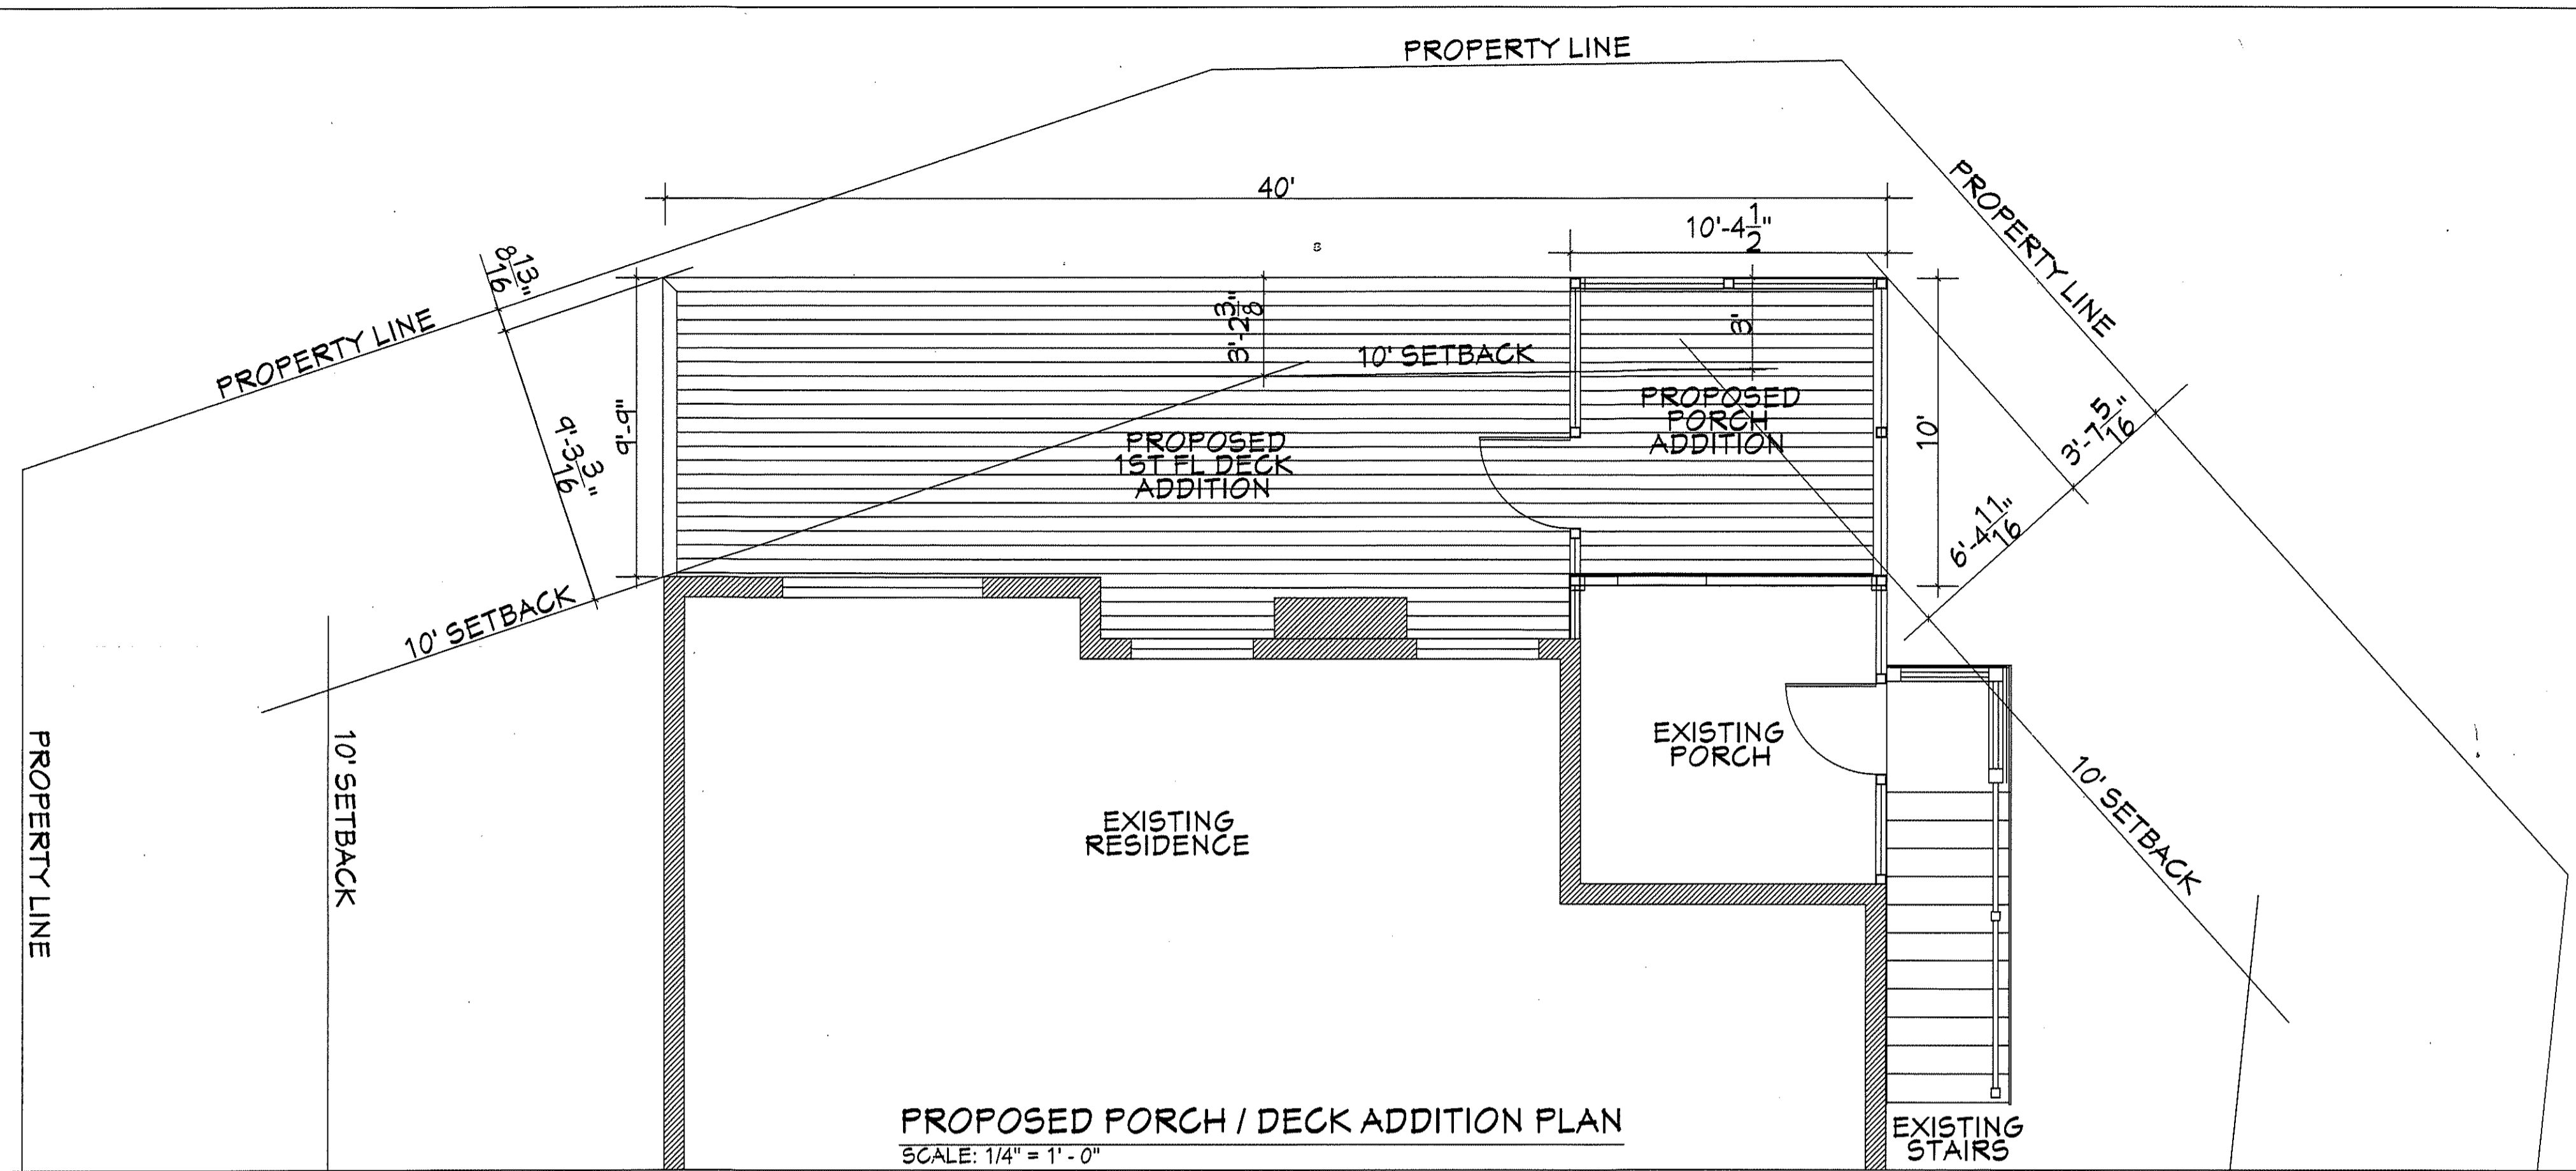 PROPERTY LINE
PROPERTY LINE
40'
10'-4 1/2"
8 13/16"
PROPERTY LINE
3'-2 3/8"
3'
10' SETBACK
PROPOSED
PORCH
ADDITION
9'-9"
9'-3 3/16"
PROPOSED
1ST FL DECK
ADDITION
10'
3'-7 5/16"
6'-4 11/16"
10' SETBACK
PROPERTY LINE
10' SETBACK
EXISTING
PORCH
10' SETBACK
EXISTING
RESIDENCE
PROPOSED PORCH / DECK ADDITION PLAN
SCALE: 1/4" = 1' - 0"
EXISTING
STAIRS